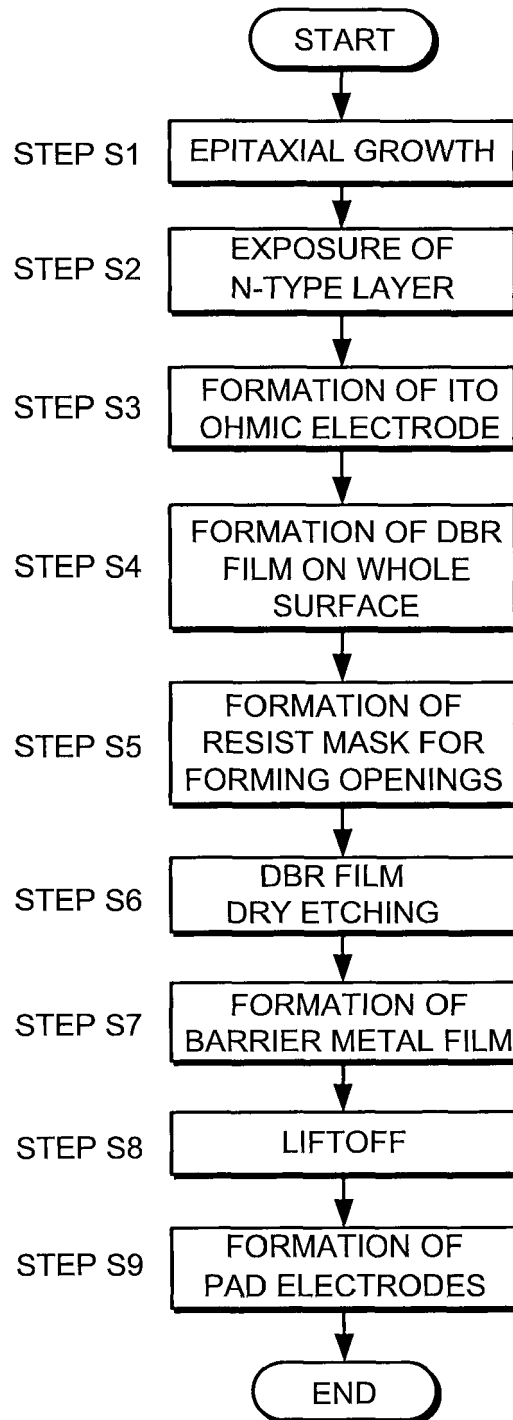 START
STEP S1
EPITAXIAL GROWTH
STEP S2
EXPOSURE OF
N-TYPE LAYER
STEP S3
FORMATION OF ITO
OHMIC ELECTRODE
STEP S4
FORMATION OF DBR
FILM ON WHOLE
SURFACE
STEP S5
FORMATION OF
RESIST MASK FOR
FORMING OPENINGS
STEP S6
DBR FILM
DRY ETCHING
STEP S7
FORMATION OF
BARRIER METAL FILM
STEP S8
LIFTOFF
STEP S9
FORMATION OF
PAD ELECTRODES
END